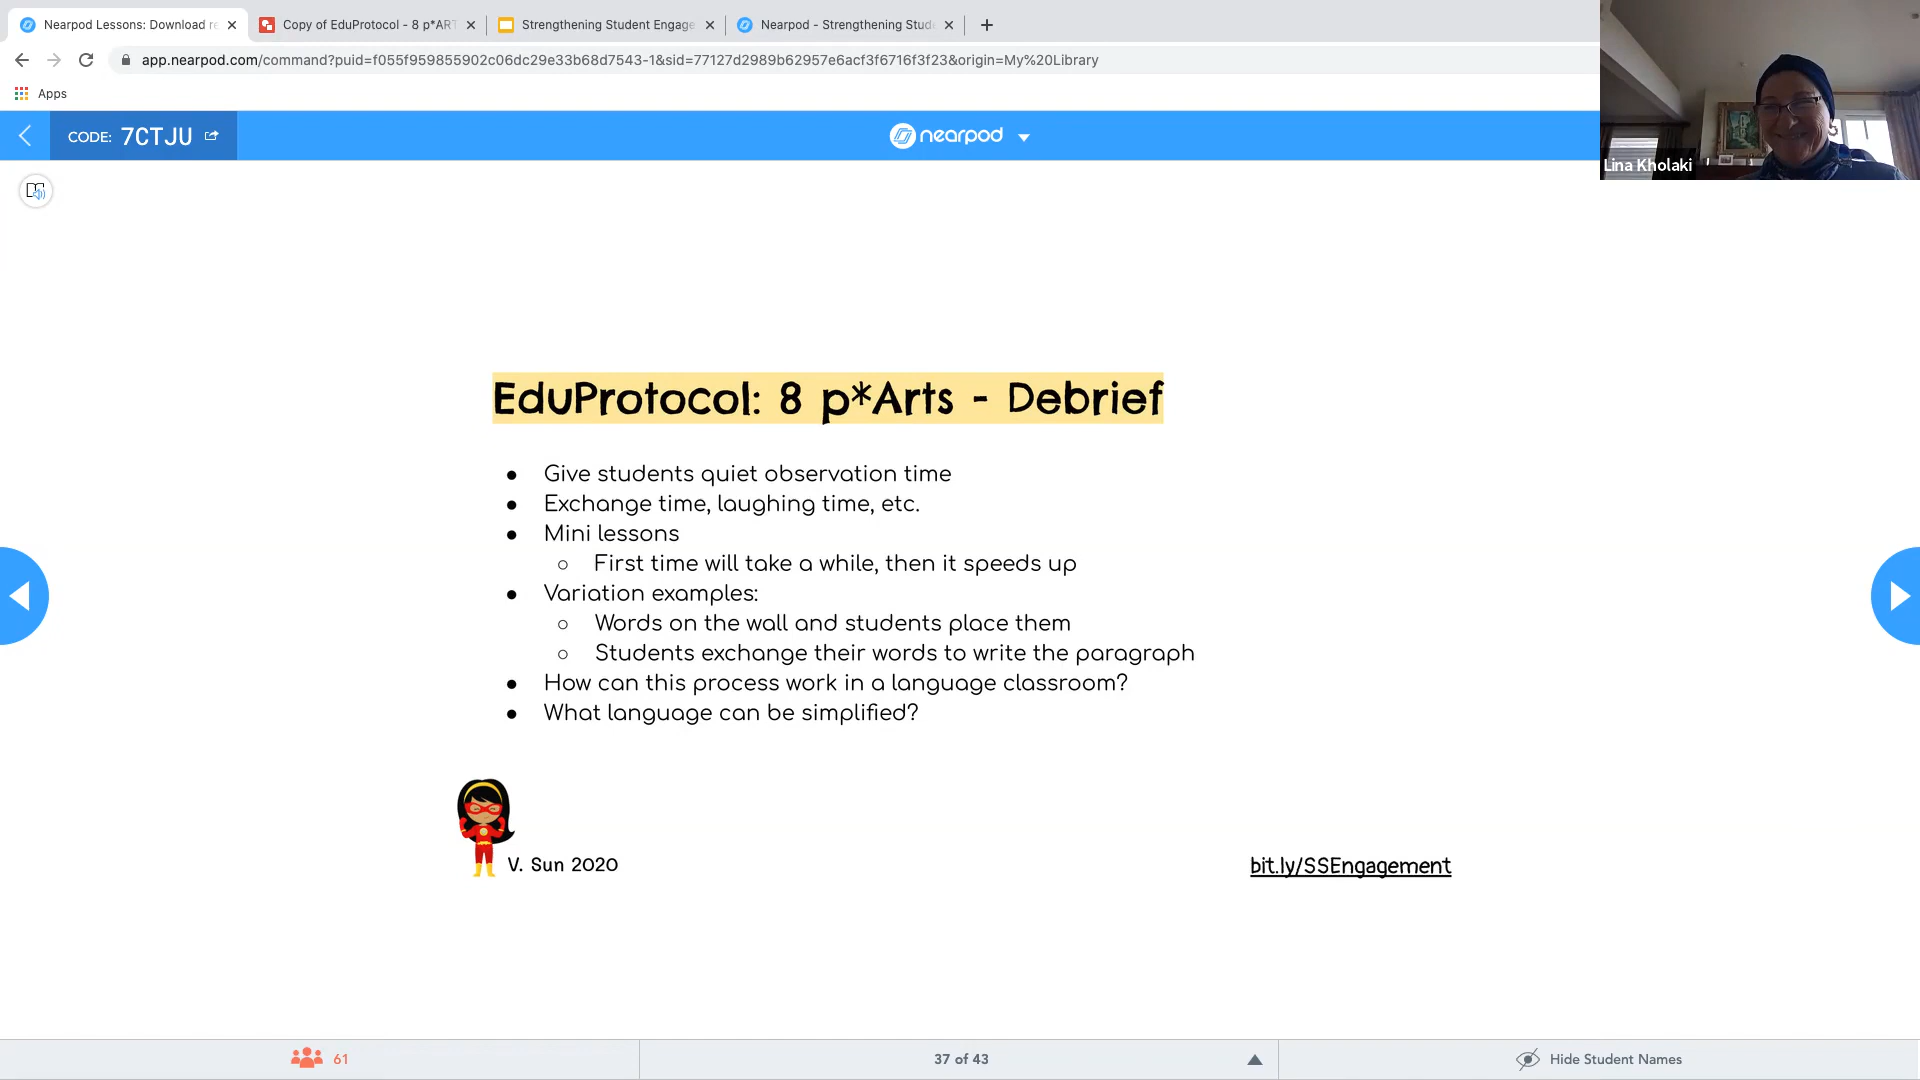 Nearpod Lessons: Download re
Copy of EduProtocol - 8 p*ART
Strengthening Student Engage
Nearpod - Strengthening Stude
app.nearpod.com/command?puid=f055f959855902c06dc29e33b68d7543-1&sid=77127d2989b62957e6acf3f6716f3f23&origin=My%20Library
Apps
CODE: 7CTJU
nearpod
Lina Kholaki
EduProtocol: 8 p*Arts - Debrief
● Give students quiet observation time
● Exchange time, laughing time, etc.
● Mini lessons
○ First time will take a while, then it speeds up
● Variation examples:
○ Words on the wall and students place them
○ Students exchange their words to write the paragraph
● How can this process work in a language classroom?
● What language can be simplified?
V. Sun 2020
bit.ly/SSEngagement
61
37 of 43
Hide Student Names